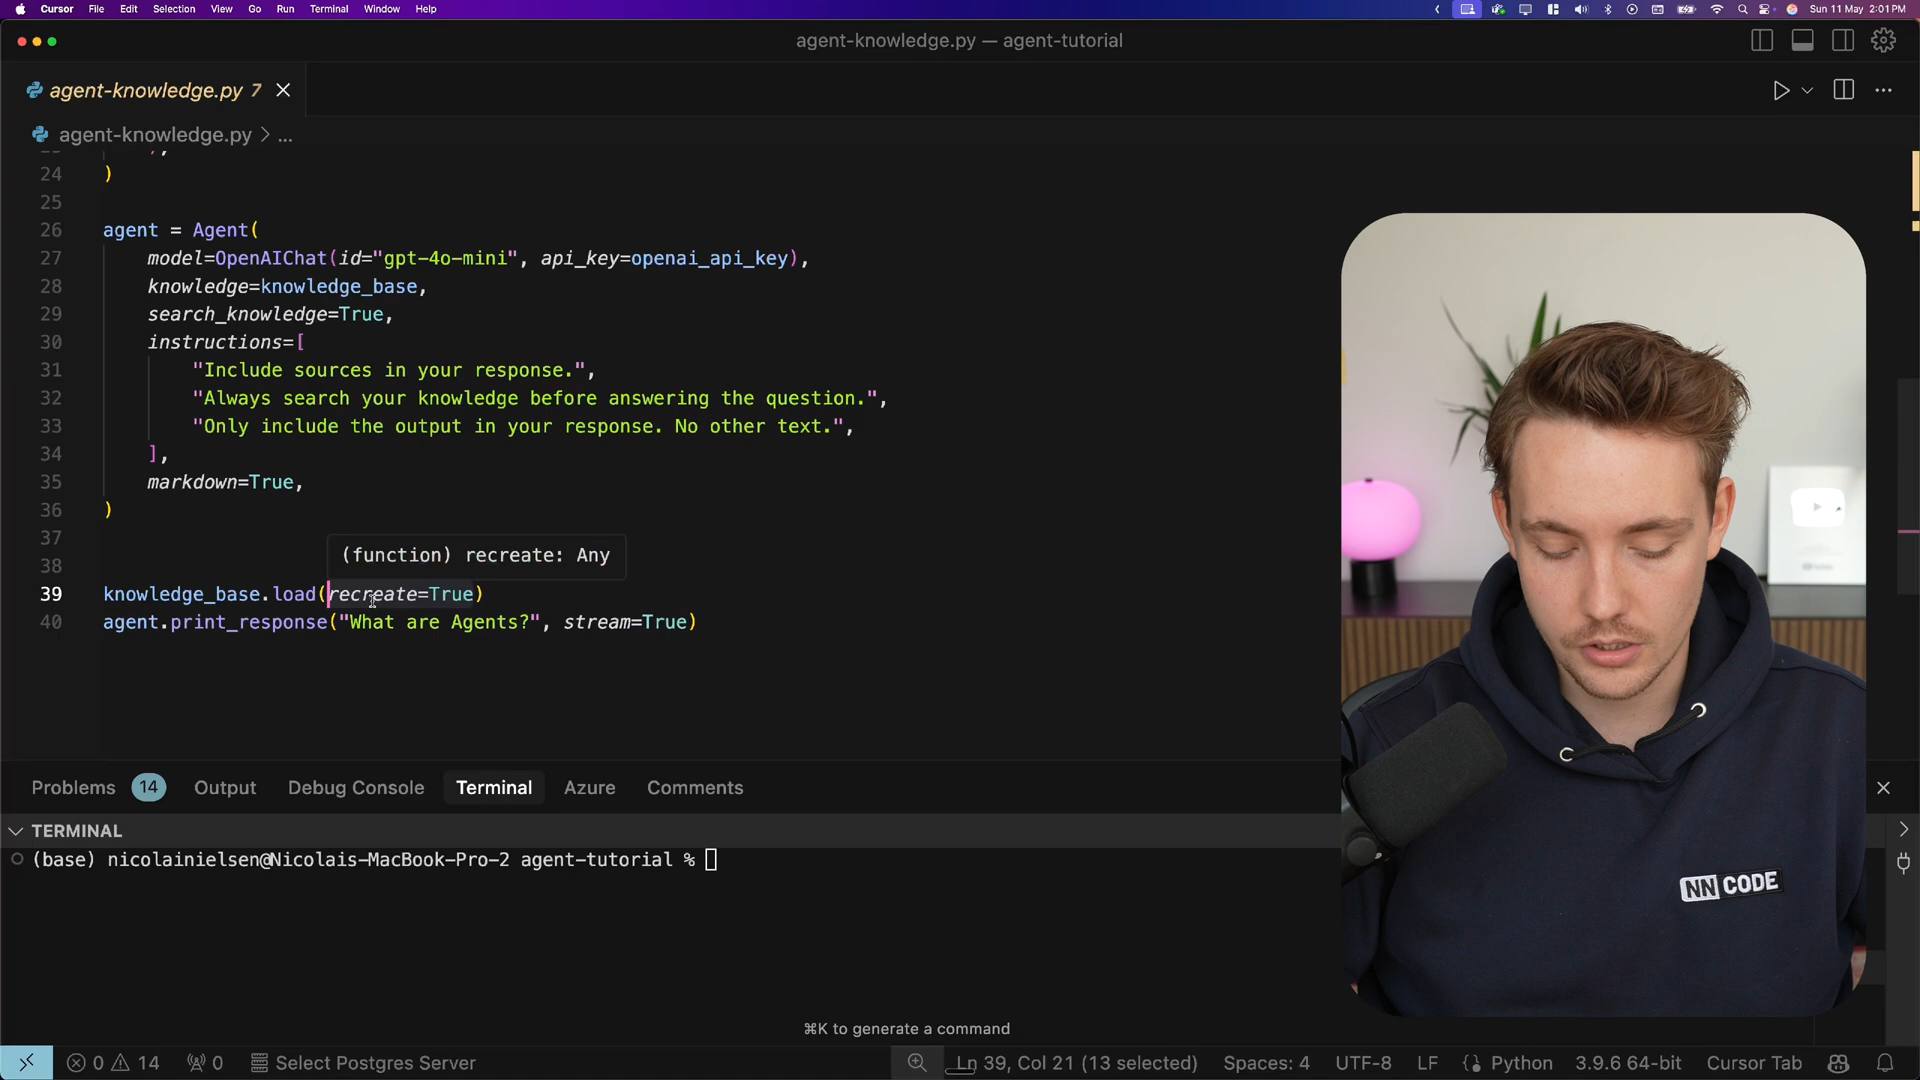 Cursor File Edit Selection View Go Run Terminal Window Help
Sun 11 May 2:01 PM
agent-knowledge.py — agent-tutorial
agent-knowledge.py 7
agent-knowledge.py > ...
24 )
25
26 agent = Agent(
27 model=OpenAIChat(id="gpt-4o-mini", api_key=openai_api_key),
28 knowledge=knowledge_base,
29 search_knowledge=True,
30 instructions=[
31 "Include sources in your response.",
32 "Always search your knowledge before answering the question.",
33 "Only include the output in your response. No other text.",
34 ],
35 markdown=True,
36 )
37
(function) recreate: Any
38
39 knowledge_base.load(recreate=True)
40 agent.print_response("What are Agents?", stream=True)
Problems 14 Output Debug Console Terminal Azure Comments
TERMINAL
(base) nicolainielsen@Nicolais-MacBook-Pro-2 agent-tutorial %
NN CODE
⌘K to generate a command
0 14 0 Select Postgres Server Ln 39, Col 21 (13 selected) Spaces: 4 UTF-8 LF {} Python 3.9.6 64-bit Cursor Tab